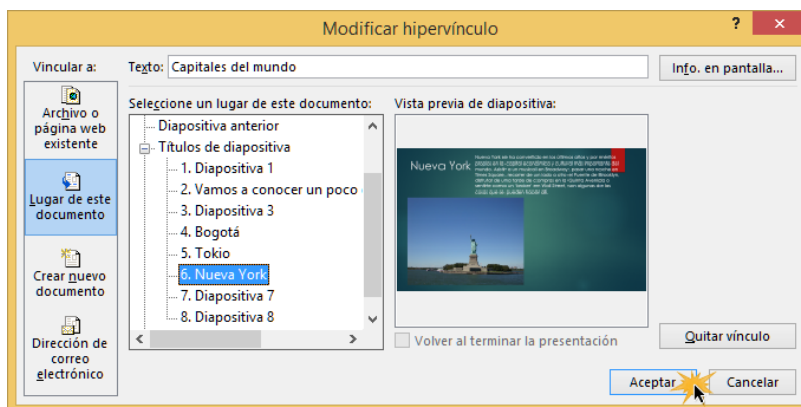 Modificar hipervínculo
?
Vincular a:
Texto: Capitales del mundo
Info. en pantalla...
Archivo o
página web
existente
Lugar de este
documento
Crear nuevo
documento
Dirección de
correo
electrónico
Seleccione un lugar de este documento:
Diapositiva anterior
Títulos de diapositiva
1. Diapositiva 1
2. Vamos a conocer un poco
3. Diapositiva 3
4. Bogotá
5. Tokio
6. Nueva York
7. Diapositiva 7
8. Diapositiva 8
Vista previa de diapositiva:
Nueva York
Volver al terminar la presentación
Quitar vínculo
Aceptar
Cancelar